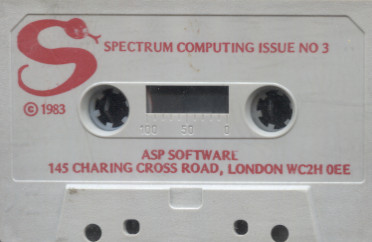 SPECTRUM COMPUTING ISSUE NO 3
© 1983
100 50 0
ASP SOFTWARE
145 CHARING CROSS ROAD, LONDON WC2H 0EE